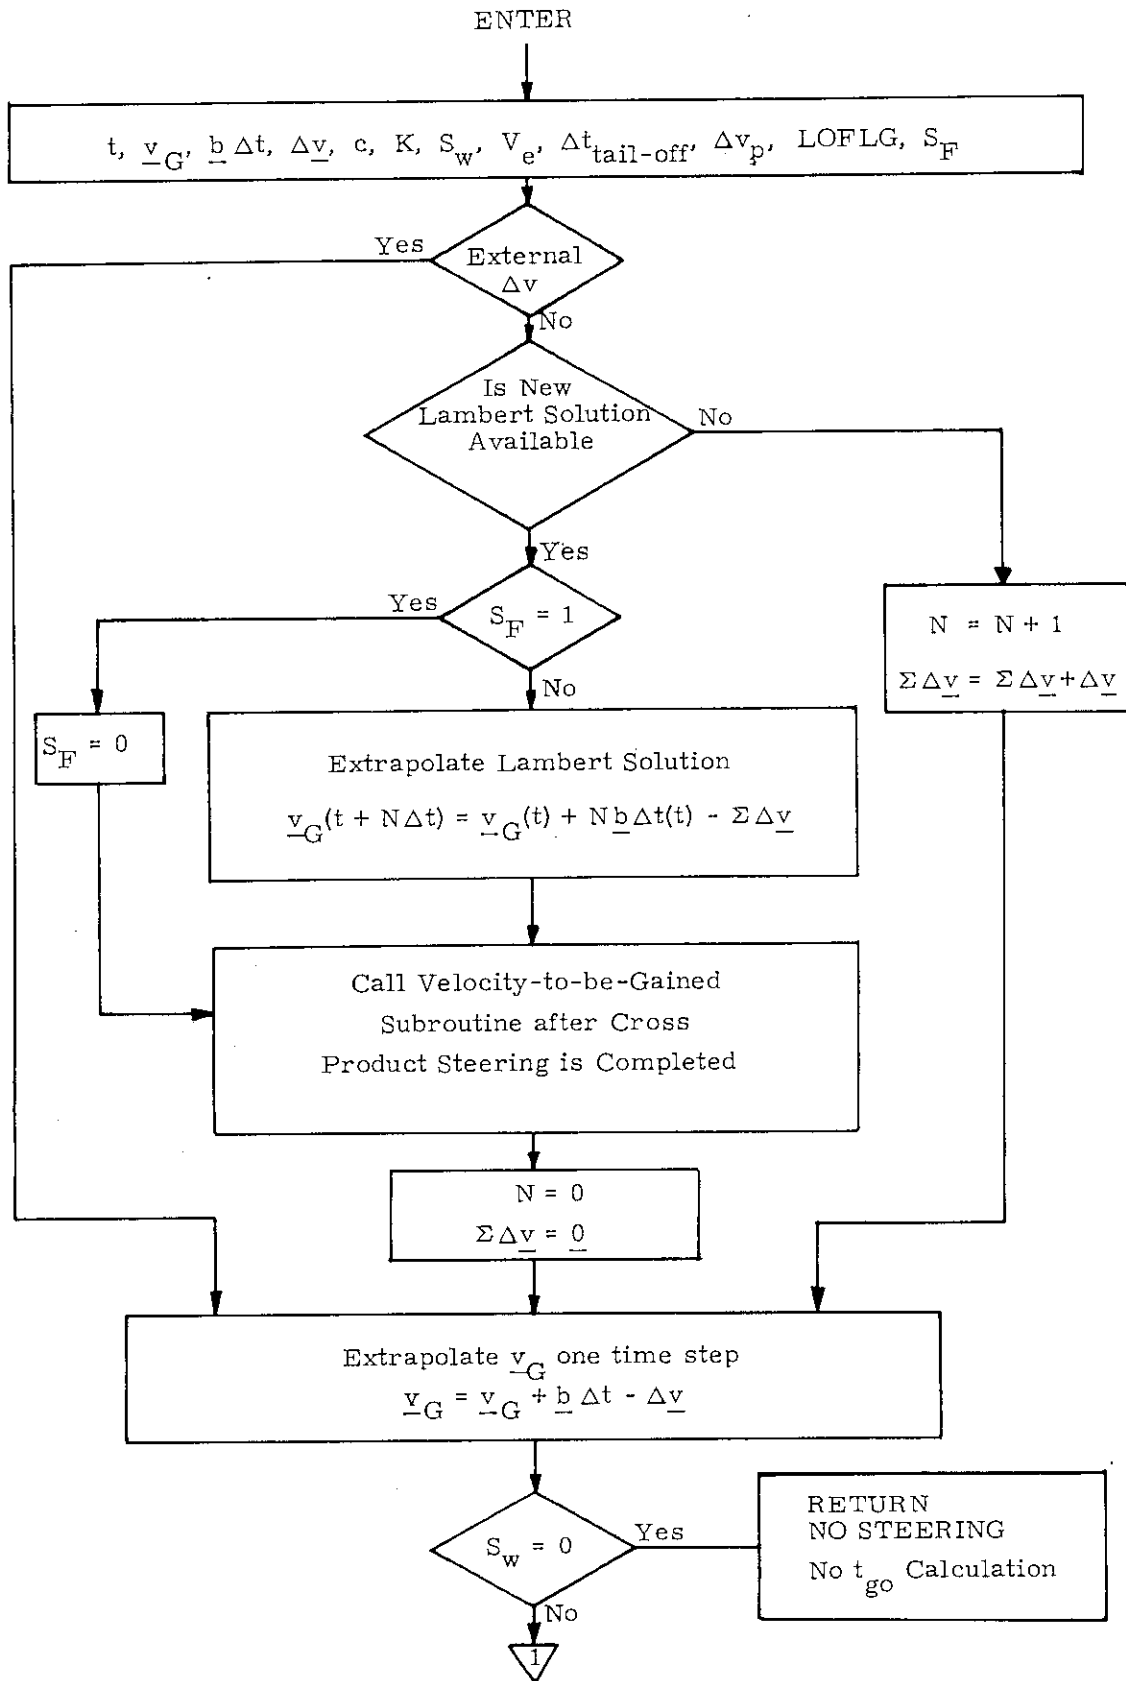 ENTER
t, v_G, b Δt, Δv, c, K, S_w, V_e, Δt_tail-off, Δv_p, LOFLG, S_F
Yes
External
Δv
No
Is New
Lambert Solution
Available
No
Yes
Yes
S_F = 1
No
N = N + 1
ΣΔv = ΣΔv + Δv
S_F = 0
Extrapolate Lambert Solution
v_G(t + NΔt) = v_G(t) + N b Δt(t) - ΣΔv
Call Velocity-to-be-Gained
Subroutine after Cross
Product Steering is Completed
N = 0
ΣΔv = 0
Extrapolate v_G one time step
v_G = v_G + b Δt - Δv
S_w = 0
Yes
RETURN
NO STEERING
No t_go Calculation
No
1